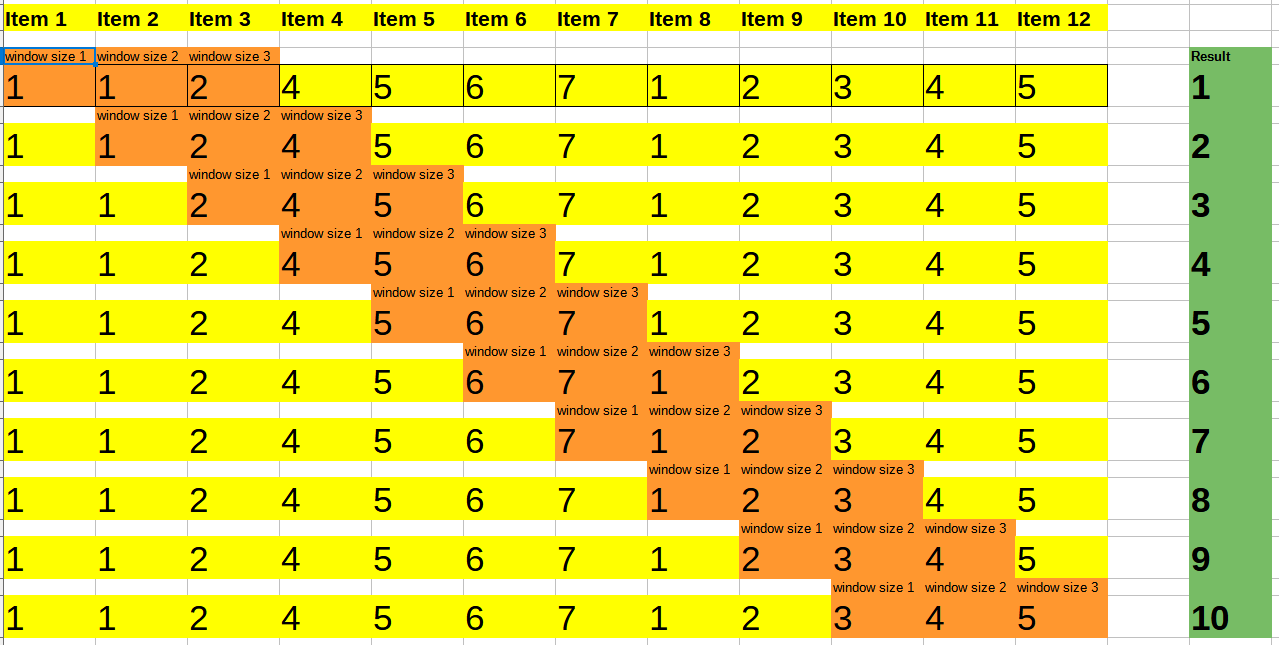 Item 1 Item 2 Item 3 Item 4 Item 5 Item 6 Item 7 Item 8 Item 9 Item 10 Item 11 Item 12
window size 1 window size 2 window size 3 Result
1 1 2 4 5 6 7 1 2 3 4 5 1
window size 1 window size 2 window size 3
1 1 2 4 5 6 7 1 2 3 4 5 2
window size 1 window size 2 window size 3
1 1 2 4 5 6 7 1 2 3 4 5 3
window size 1 window size 2 window size 3
1 1 2 4 5 6 7 1 2 3 4 5 4
window size 1 window size 2 window size 3
1 1 2 4 5 6 7 1 2 3 4 5 5
window size 1 window size 2 window size 3
1 1 2 4 5 6 7 1 2 3 4 5 6
window size 1 window size 2 window size 3
1 1 2 4 5 6 7 1 2 3 4 5 7
window size 1 window size 2 window size 3
1 1 2 4 5 6 7 1 2 3 4 5 8
window size 1 window size 2 window size 3
1 1 2 4 5 6 7 1 2 3 4 5 9
window size 1 window size 2 window size 3
1 1 2 4 5 6 7 1 2 3 4 5 10